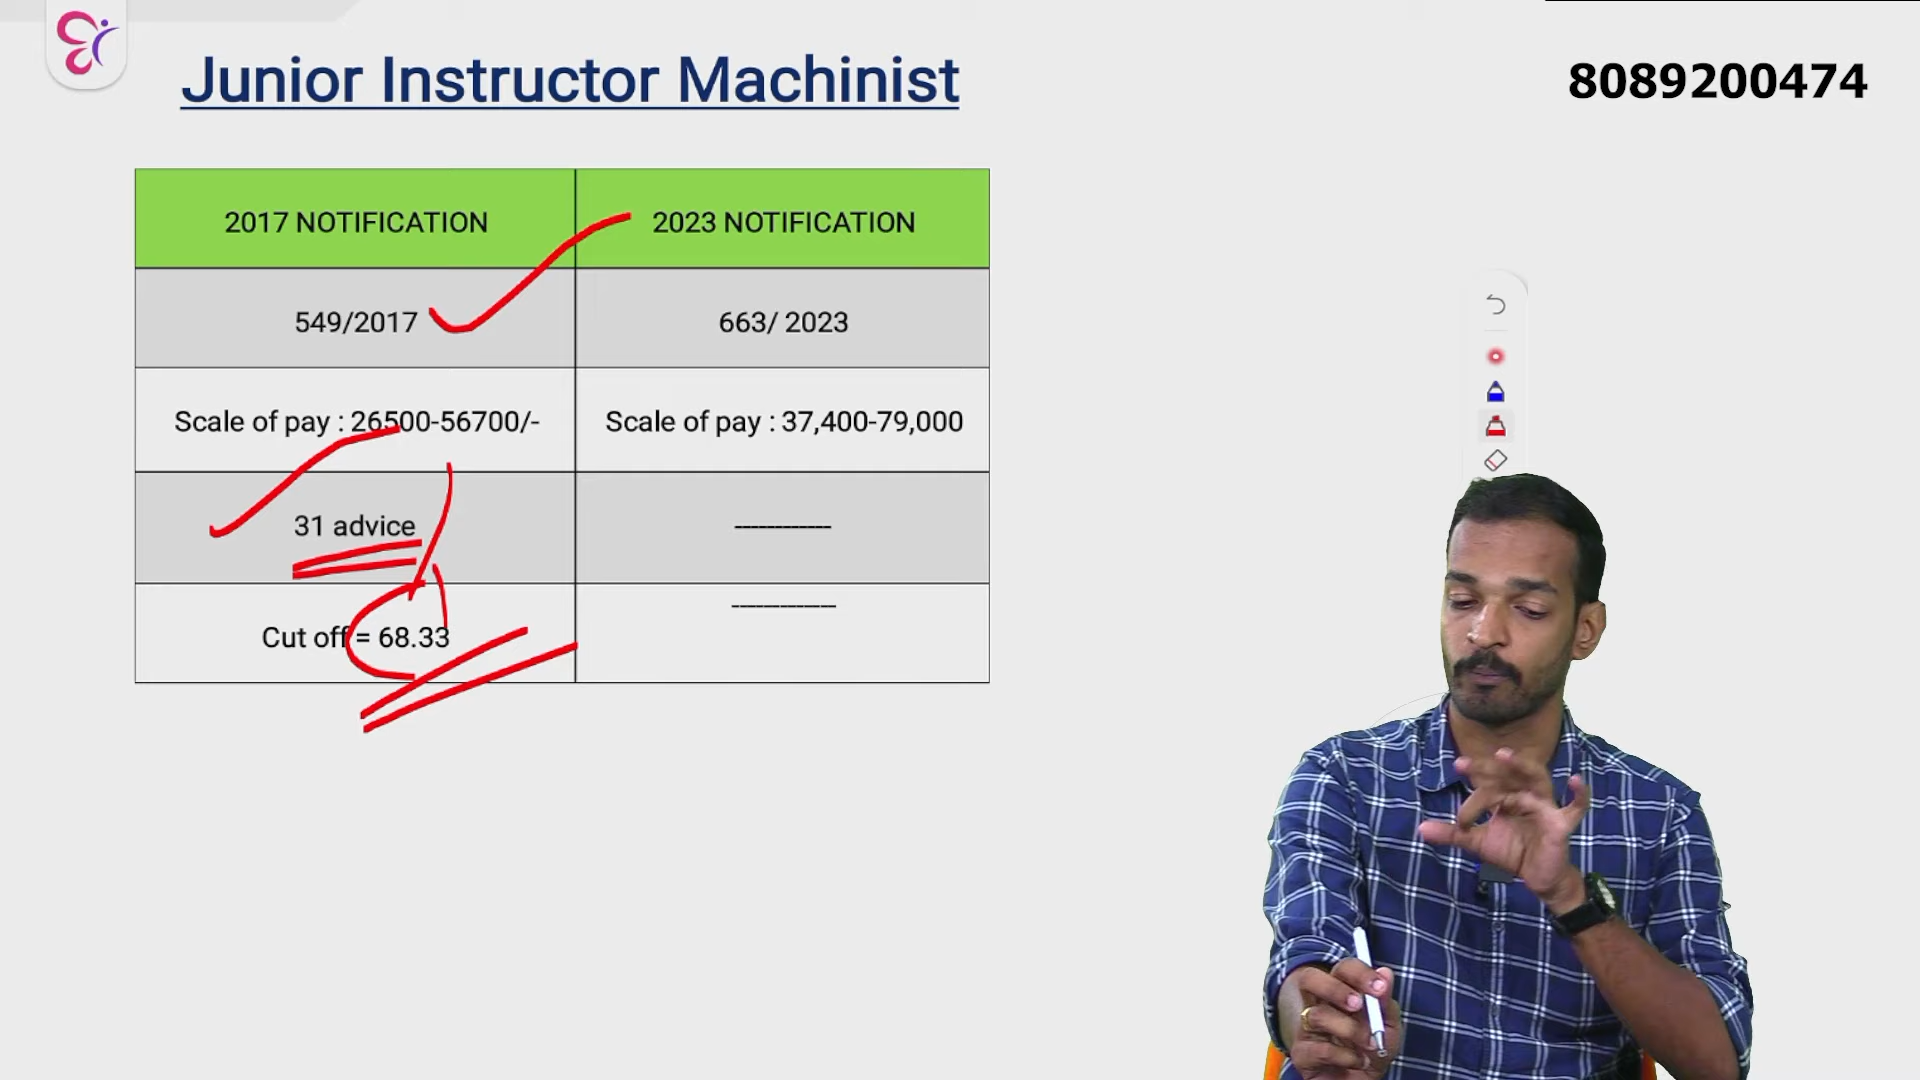 Junior Instructor Machinist
8089200474
2017 NOTIFICATION
2023 NOTIFICATION
549/2017
663/ 2023
Scale of pay : 26500-56700/-
Scale of pay : 37,400-79,000
31 advice
------------
Cut off = 68.33
-------------